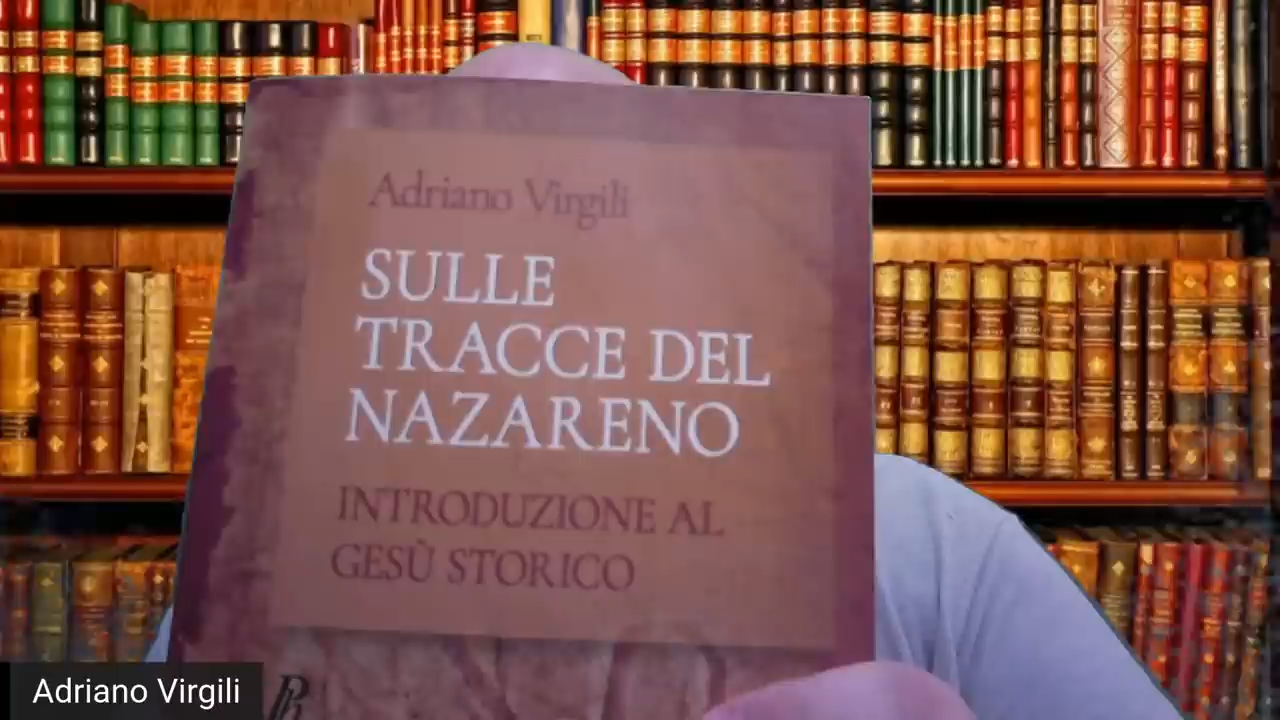 Adriano Virgili
SULLE
TRACCE DEL
NAZARENO
INTRODUZIONE AL
GESÙ STORICO
Adriano Virgili